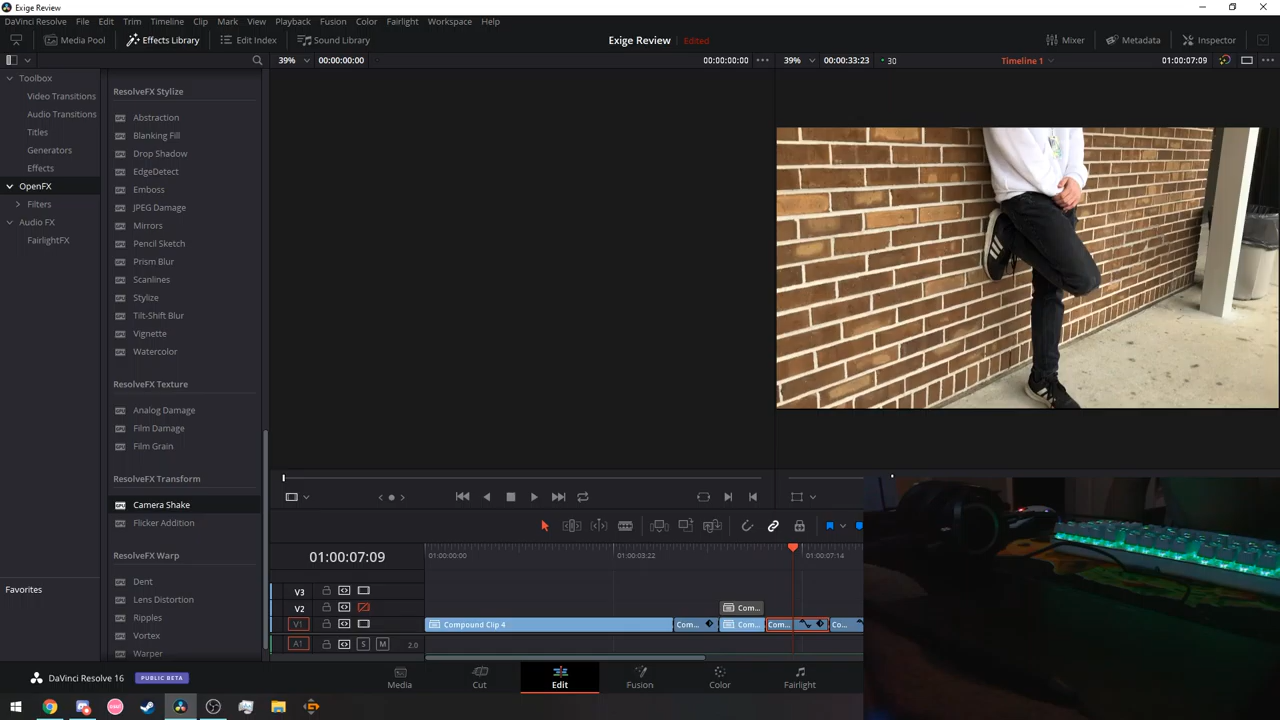 Exige Review
DaVinci Resolve File Edit Trim Timeline Clip Mark View Playback Fusion Color Fairlight Workspace Help
Media Pool Effects Library Edit Index Sound Library Exige Review Edited Mixer Metadata Inspector
39% 00:00:00:00 00:00:00:00 39% 00:00:33:23 30 Timeline 1 01:00:07:09
Toolbox
Video Transitions
Audio Transitions
Titles
Generators
Effects
OpenFX
Filters
Audio FX
FairlightFX
Favorites
ResolveFX Stylize
Abstraction
Blanking Fill
Drop Shadow
EdgeDetect
Emboss
JPEG Damage
Mirrors
Pencil Sketch
Prism Blur
Scanlines
Stylize
Tilt-Shift Blur
Vignette
Watercolor
ResolveFX Texture
Analog Damage
Film Damage
Film Grain
ResolveFX Transform
Camera Shake
Flicker Addition
ResolveFX Warp
Dent
Lens Distortion
Ripples
Vortex
Warper
01:00:07:09 01:00:00:00 01:00:03:22 01:00:07:14
V3
V2 Com...
V1 Compound Clip 4 Com... Com... Com... Co...
A1 S M 2.0
DaVinci Resolve 16 PUBLIC BETA Media Cut Edit Fusion Color Fairlight